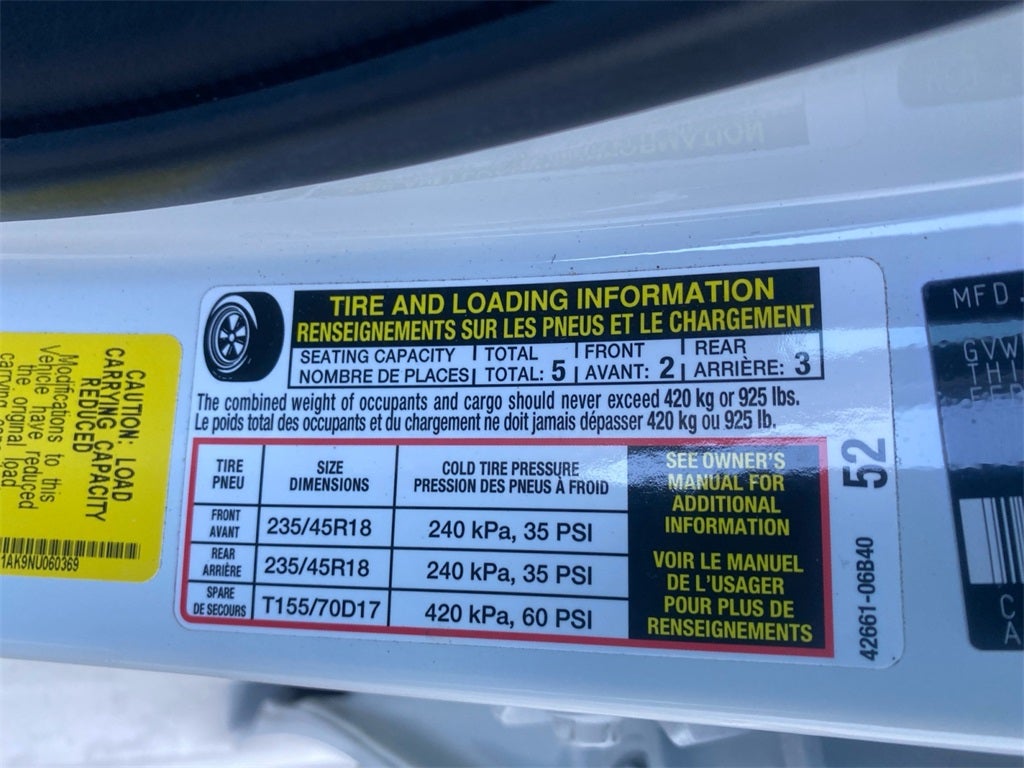 TIRE AND LOADING INFORMATION
RENSEIGNEMENTS SUR LES PNEUS ET LE CHARGEMENT
SEATING CAPACITY TOTAL FRONT REAR
NOMBRE DE PLACES TOTAL: 5 AVANT: 2 ARRIÈRE: 3
The combined weight of occupants and cargo should never exceed 420 kg or 925 lbs.
Le poids total des occupants et du chargement ne doit jamais dépasser 420 kg ou 925 lb.
TIRE SIZE COLD TIRE PRESSURE
PNEU DIMENSIONS PRESSION DES PNEUS À FROID
FRONT
AVANT 235/45R18 240 kPa, 35 PSI
REAR
ARRIÈRE 235/45R18 240 kPa, 35 PSI
SPARE
DE SECOURS T155/70D17 420 kPa, 60 PSI
SEE OWNER'S
MANUAL FOR
ADDITIONAL
INFORMATION
VOIR LE MANUEL
DE L'USAGER
POUR PLUS DE
RENSEIGNEMENTS
52
42661-06B40
CAUTION: LOAD
CARRYING CAPACITY
REDUCED
Modifications to this
Vehicle have reduced
the original load
1AK9NU060369
MFD.
GVW
THI
C
A